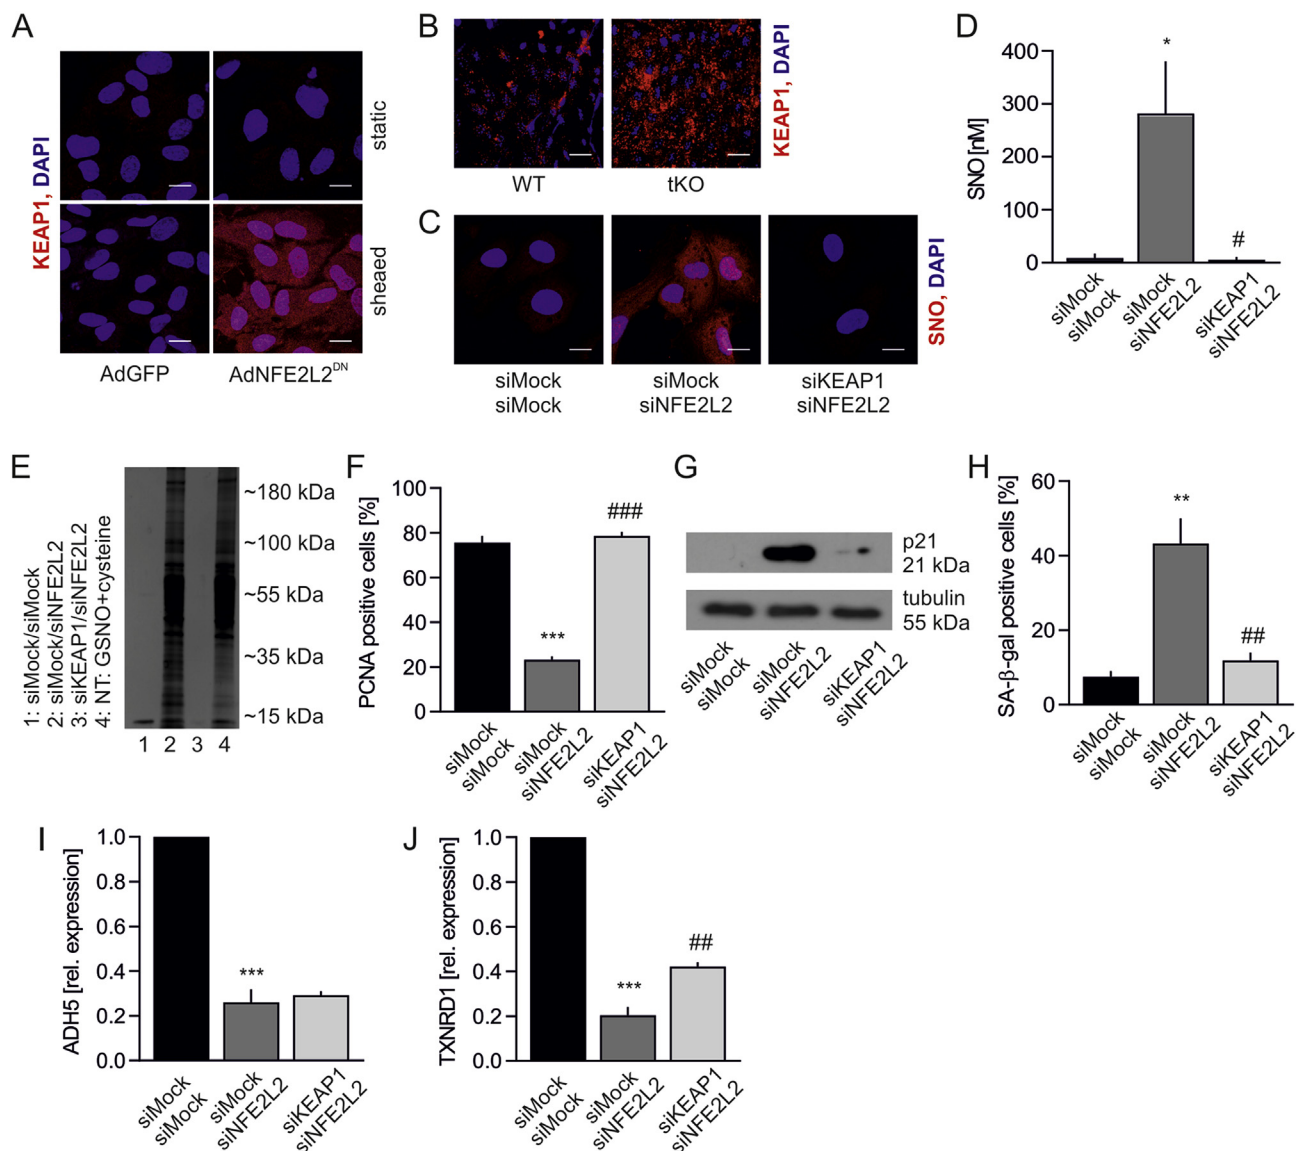 A
KEAP1, DAPI
static
sheaed
AdGFP
AdNFE2L2DN
B
WT
tKO
KEAP1, DAPI
C
siMock
siMock
siMock
siNFE2L2
siKEAP1
siNFE2L2
SNO, DAPI
D
SNO[nM]
400
300
200
100
0
*
#
siMock
siMock
siMock
siNFE2L2
siKEAP1
siNFE2L2
E
1: siMock/siMock
2: siMock/siNFE2L2
3: siKEAP1/siNFE2L2
4: NT: GSNO+cysteine
~180 kDa
~100 kDa
~55 kDa
~35 kDa
~15 kDa
1 2 3 4
F
PCNA positive cells [%]
100
80
60
40
20
0
***
###
siMock
siMock
siMock
siNFE2L2
siKEAP1
siNFE2L2
G
p21
21 kDa
tubulin
55 kDa
siMock
siMock
siMock
siNFE2L2
siKEAP1
siNFE2L2
H
SA-β-gal positive cells [%]
60
40
20
0
**
##
siMock
siMock
siMock
siNFE2L2
siKEAP1
siNFE2L2
I
ADH5 [rel. expression]
1.0
0.8
0.6
0.4
0.2
0.0
***
siMock
siMock
siMock
siNFE2L2
siKEAP1
siNFE2L2
J
TXNRD1 [rel. expression]
1.0
0.8
0.6
0.4
0.2
0.0
***
##
siMock
siMock
siMock
siNFE2L2
siKEAP1
siNFE2L2